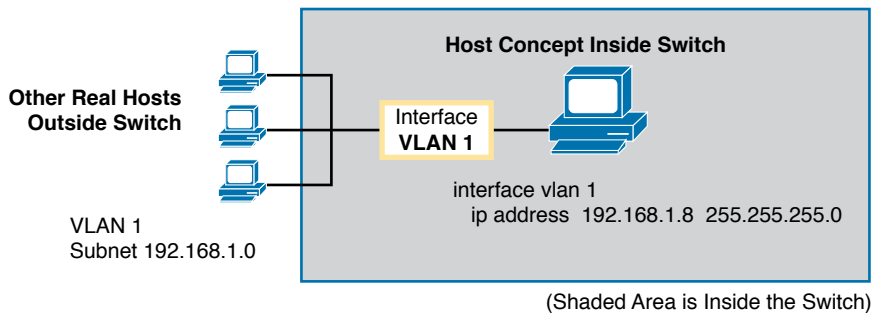 Host Concept Inside Switch
Other Real Hosts
Outside Switch
Interface
VLAN 1
interface vlan 1
ip address 192.168.1.8 255.255.255.0
VLAN 1
Subnet 192.168.1.0
(Shaded Area is Inside the Switch)